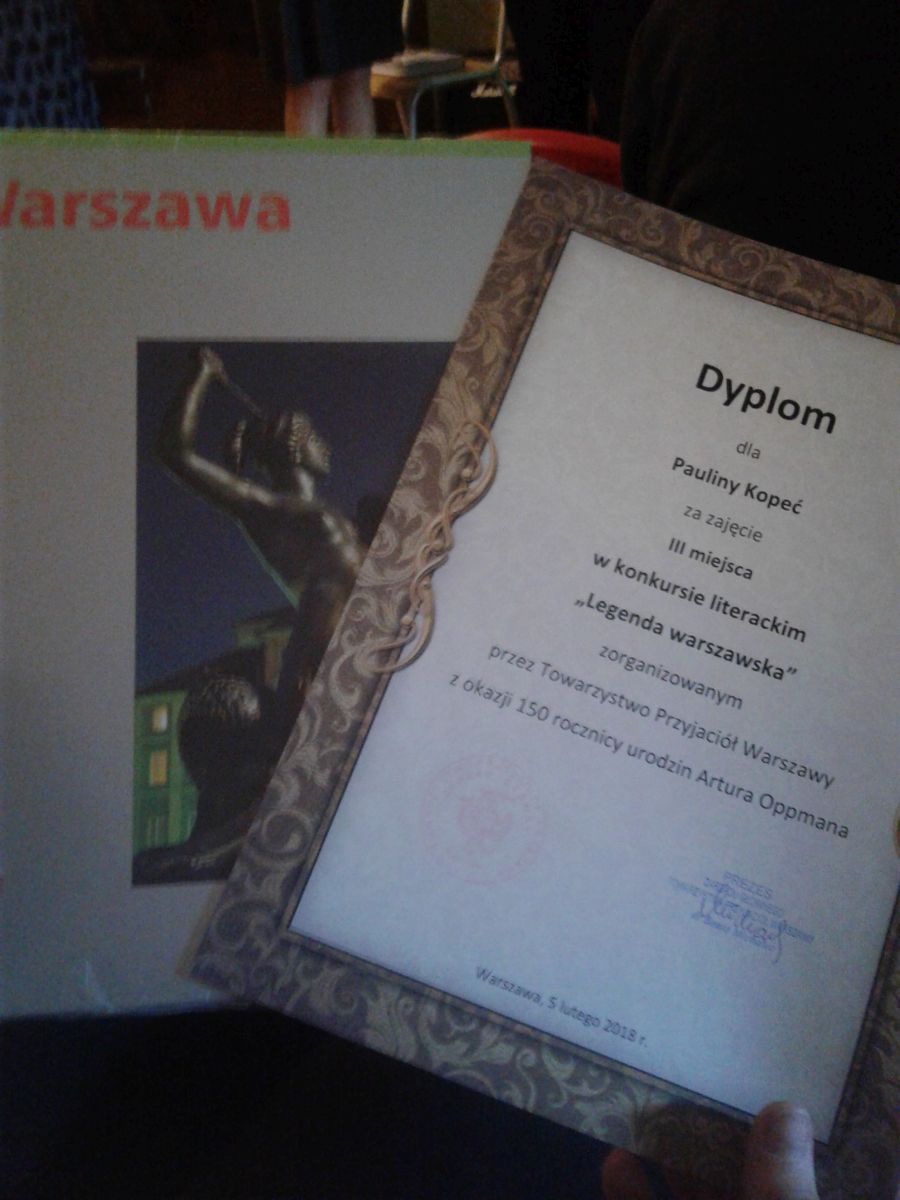 Warszawa
Dyplom
dla
Pauliny Kopeć
za zajęcie
III miejsca
w konkursie literackim
„Legenda warszawska”
zorganizowanym
przez Towarzystwo Przyjaciół Warszawy
z okazji 150 rocznicy urodzin Artura Oppmana
PREZES
Warszawa, 5 lutego 2018 r.